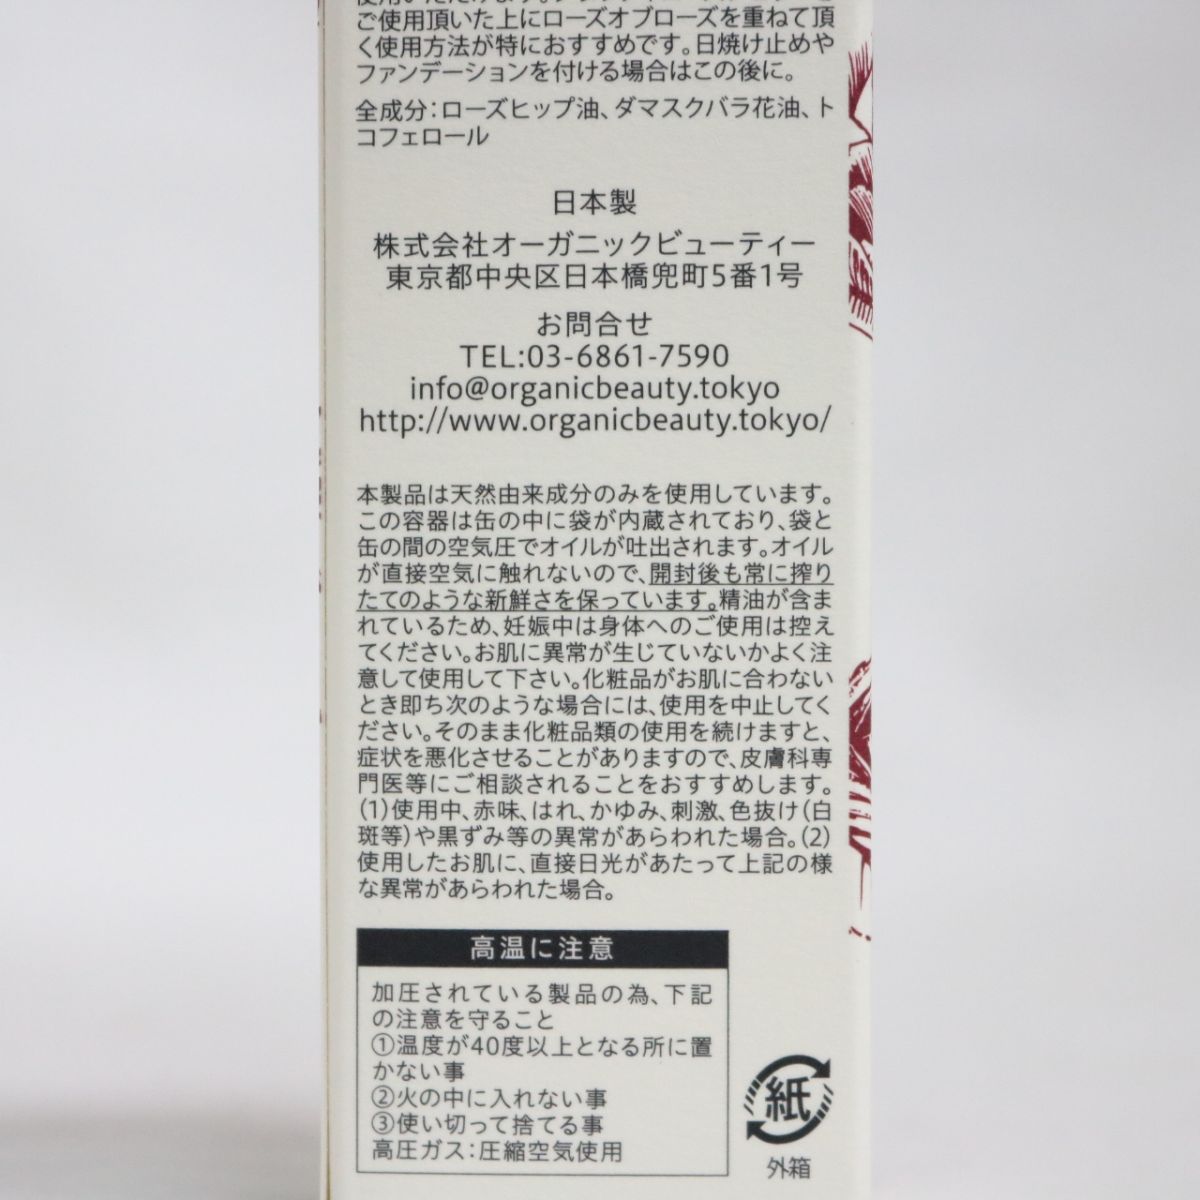 ご使用頂いた上にローズオブローズを重ねて頂
く使用方法が特におすすめです。日焼け止めや
ファンデーションを付ける場合はこの後に。
全成分：ローズヒップ油、ダマスクバラ花油、ト
コフェロール
日本製
株式会社オーガニックビューティー
東京都中央区日本橋兜町5番1号
お問合せ
TEL:03-6861-7590
info@organicbeauty.tokyo
http://www.organicbeauty.tokyo/
本製品は天然由来成分のみを使用しています。
この容器は缶の中に袋が内蔵されており、袋と
缶の間の空気圧でオイルが吐出されます。オイル
が直接空気に触れないので、開封後も常に搾り
たてのような新鮮さを保っています。精油が含ま
れているため、妊娠中は身体へのご使用は控え
てください。お肌に異常が生じていないかよく注
意して使用して下さい。化粧品がお肌に合わない
とき即ち次のような場合には、使用を中止してく
ださい。そのまま化粧品類の使用を続けますと、
症状を悪化させることがありますので、皮膚科専
門医等にご相談されることをおすすめします。
(1)使用中、赤味、はれ、かゆみ、刺激、色抜け(白
斑等)や黒ずみ等の異常があらわれた場合。(2)
使用したお肌に、直接日光があたって上記の様
な異常があらわれた場合。
高温に注意
加圧されている製品の為、下記
の注意を守ること
①温度が40度以上となる所に置
かない事
②火の中に入れない事
③使い切って捨てる事
高圧ガス：圧縮空気使用
紙
外箱